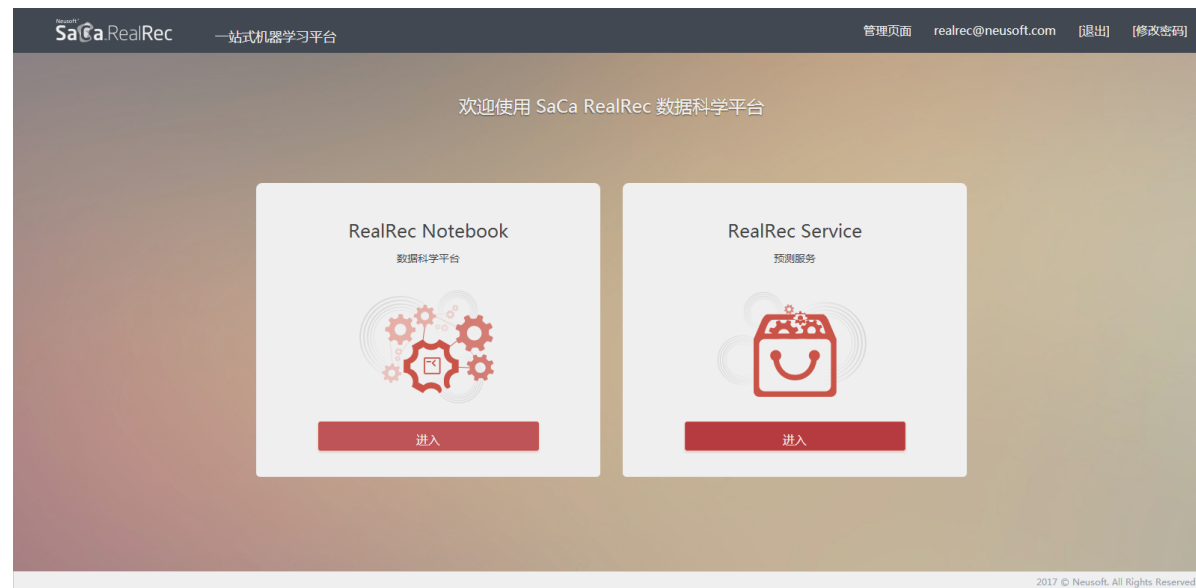 Neusoft
SaCa.RealRec 一站式机器学习平台 管理页面 realrec@neusoft.com [退出] [修改密码]
欢迎使用 SaCa RealRec 数据科学平台
RealRec Notebook
数据科学平台
进入
RealRec Service
预测服务
进入
2017 © Neusoft. All Rights Reserved